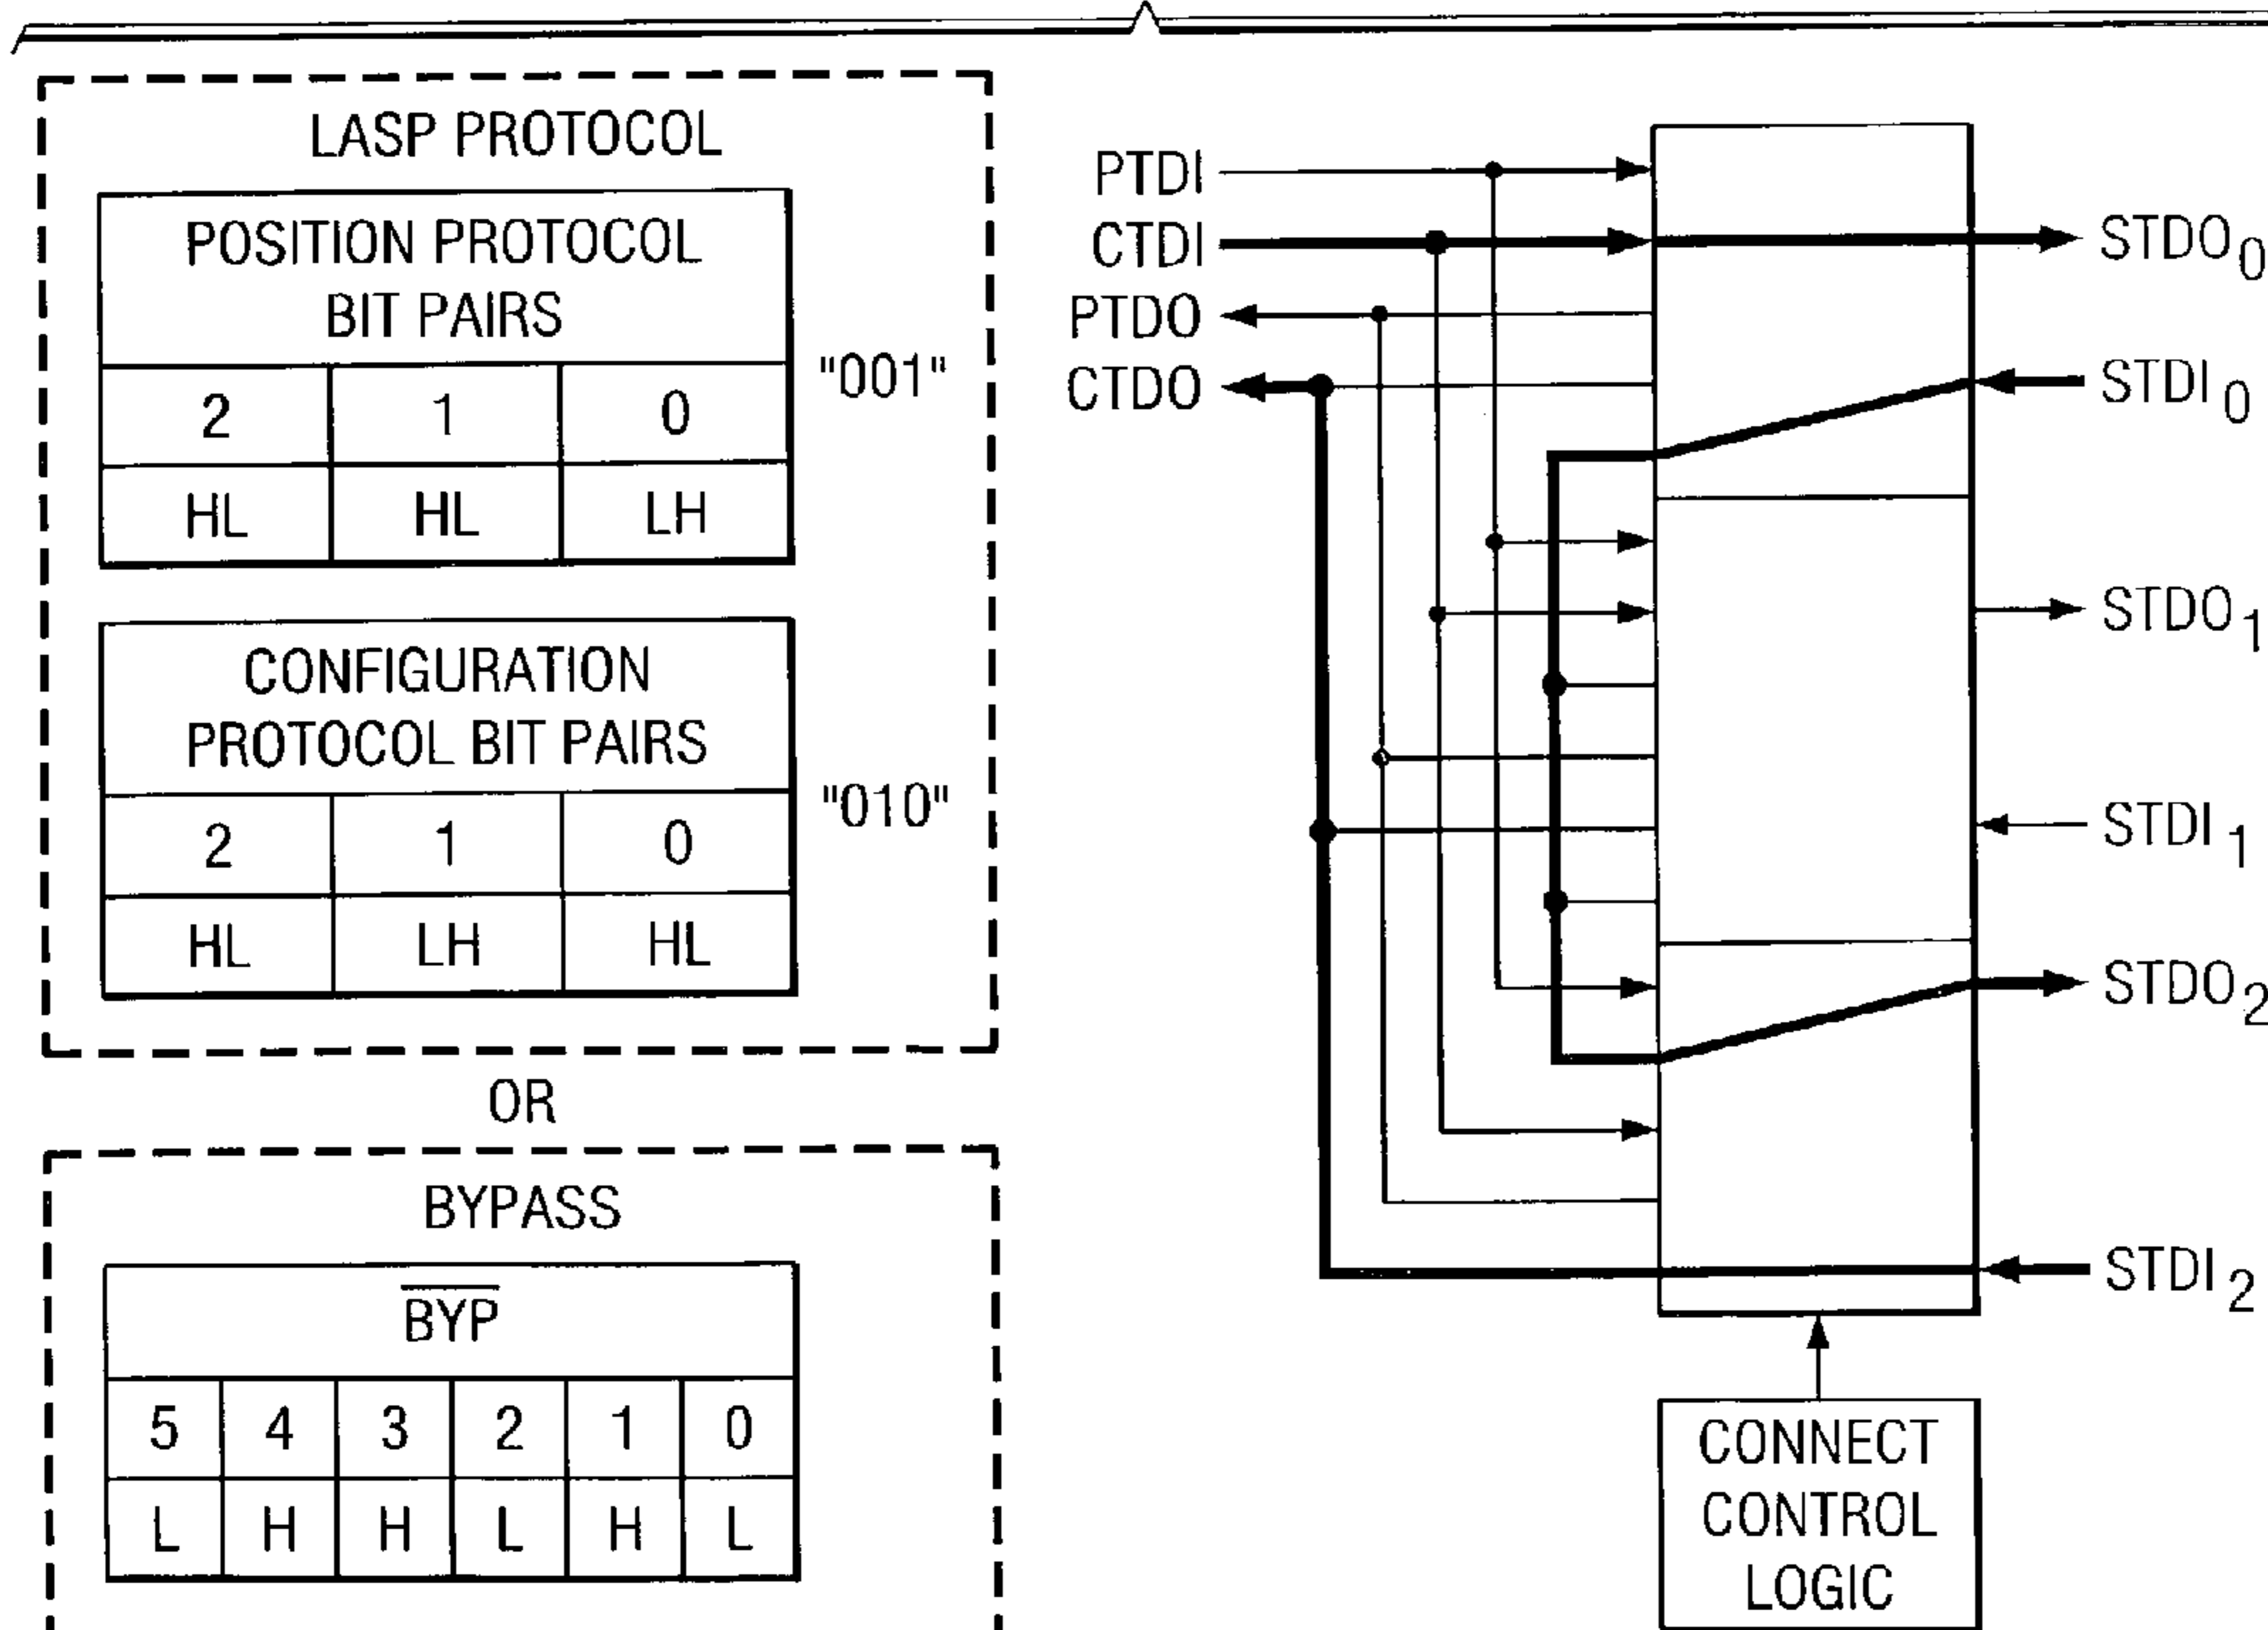 LASP PROTOCOL
POSITION PROTOCOL
BIT PAIRS
2 1 0
HL HL LH
"001"
CONFIGURATION
PROTOCOL BIT PAIRS
2 1 0
HL LH HL
"010"
OR
BYPASS
BYP
5 4 3 2 1 0
L H H L H L
PTDI
CTDI
PTDO
CTDO
STDO0
STDI0
STDO1
STDI1
STDO2
STDI2
CONNECT
CONTROL
LOGIC